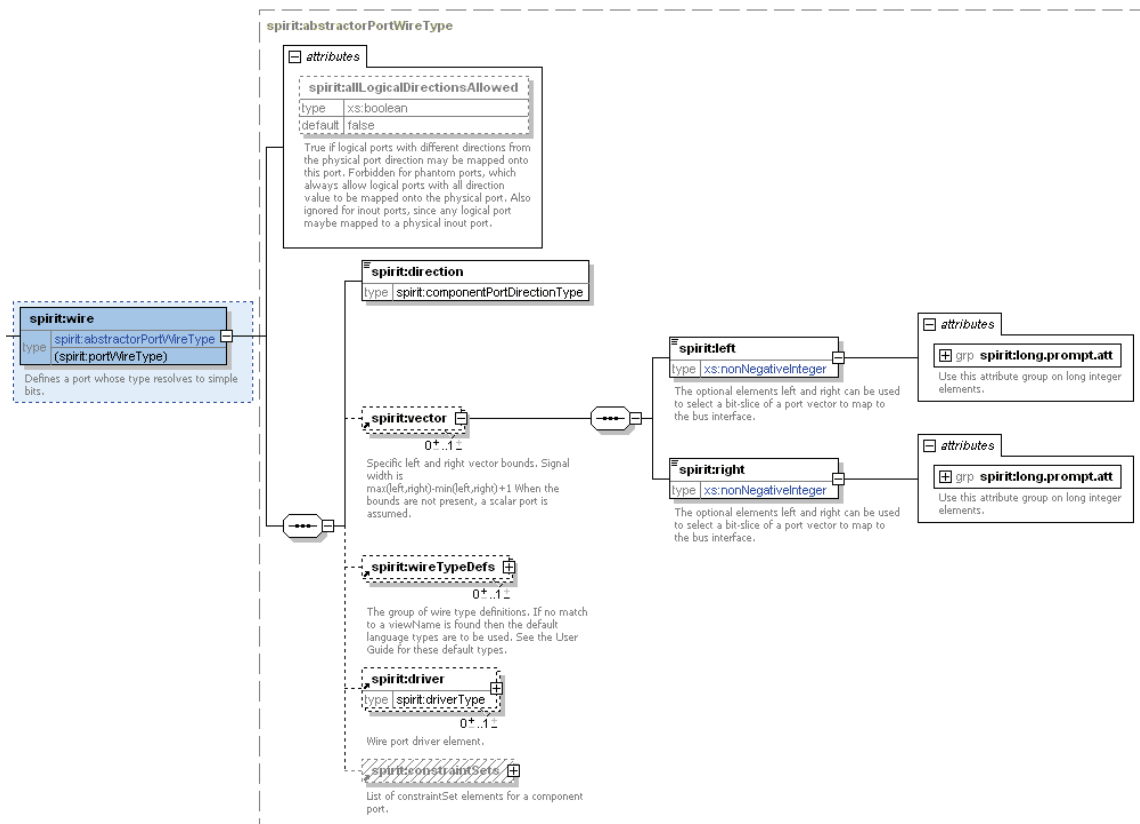 spirit:abstractorPortWireType
attributes
spirit:allLogicalDirectionsAllowed
type xs:boolean
default false
True if logical ports with different directions from
the physical port direction may be mapped onto
this port. Forbidden for phantom ports, which
always allow logical ports with all direction
value to be mapped onto the physical port. Also
ignored for inout ports, since any logical port
maybe mapped to a physical inout port.
spirit:direction
type spirit:componentPortDirectionType
spirit:wire
type spirit:abstractorPortWireType
(spirit:portWireType)
Defines a port whose type resolves to simple
bits.
spirit:vector
0±..1±
Specific left and right vector bounds. Signal
width is
max(left,right)-min(left,right)+1 When the
bounds are not present, a scalar port is
assumed.
spirit:left
type xs:nonNegativeInteger
The optional elements left and right can be used
to select a bit-slice of a port vector to map to
the bus interface.
attributes
grp spirit:long.prompt.att
Use this attribute group on long integer
elements.
spirit:right
type xs:nonNegativeInteger
The optional elements left and right can be used
to select a bit-slice of a port vector to map to
the bus interface.
attributes
grp spirit:long.prompt.att
Use this attribute group on long integer
elements.
spirit:wireTypeDefs
0±..1±
The group of wire type definitions. If no match
to a viewName is found then the default
language types are to be used. See the User
Guide for these default types.
spirit:driver
type spirit:driverType
0±..1±
Wire port driver element.
spirit:constraintSets
List of constraintSet elements for a component
port.